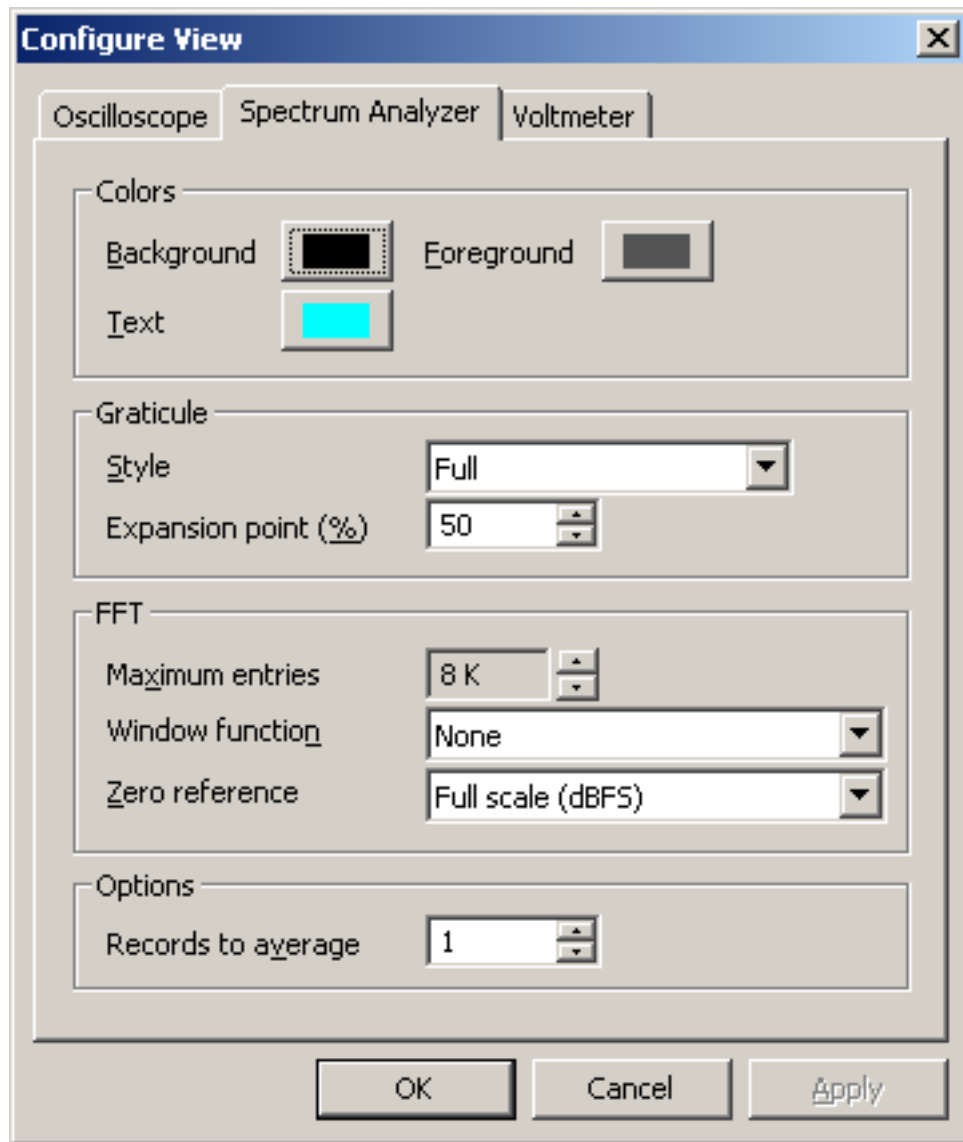 Configure View
Oscilloscope Spectrum Analyzer Voltmeter
Colors
Background Foreground
Text
Graticule
Style Full
Expansion point (%) 50
FFT
Maximum entries 8 K
Window function None
Zero reference Full scale (dBFS)
Options
Records to average 1
OK Cancel Apply